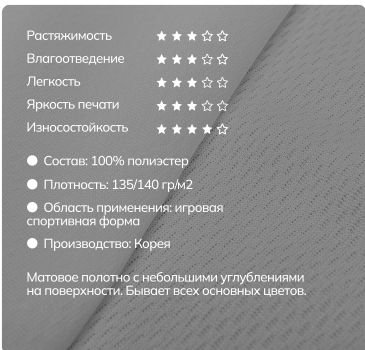 Растяжимость ★★★☆☆
Влагоотведение ★★★☆☆
Легкость ★★★☆☆
Яркость печати ★★★☆☆
Износостойкость ★★★★☆
● Состав: 100% полиэстер
● Плотность: 135/140 гр/м2
● Область применения: игровая
спортивная форма
● Производство: Корея
Матовое полотно с небольшими углублениями
на поверхности. Бывает всех основных цветов.